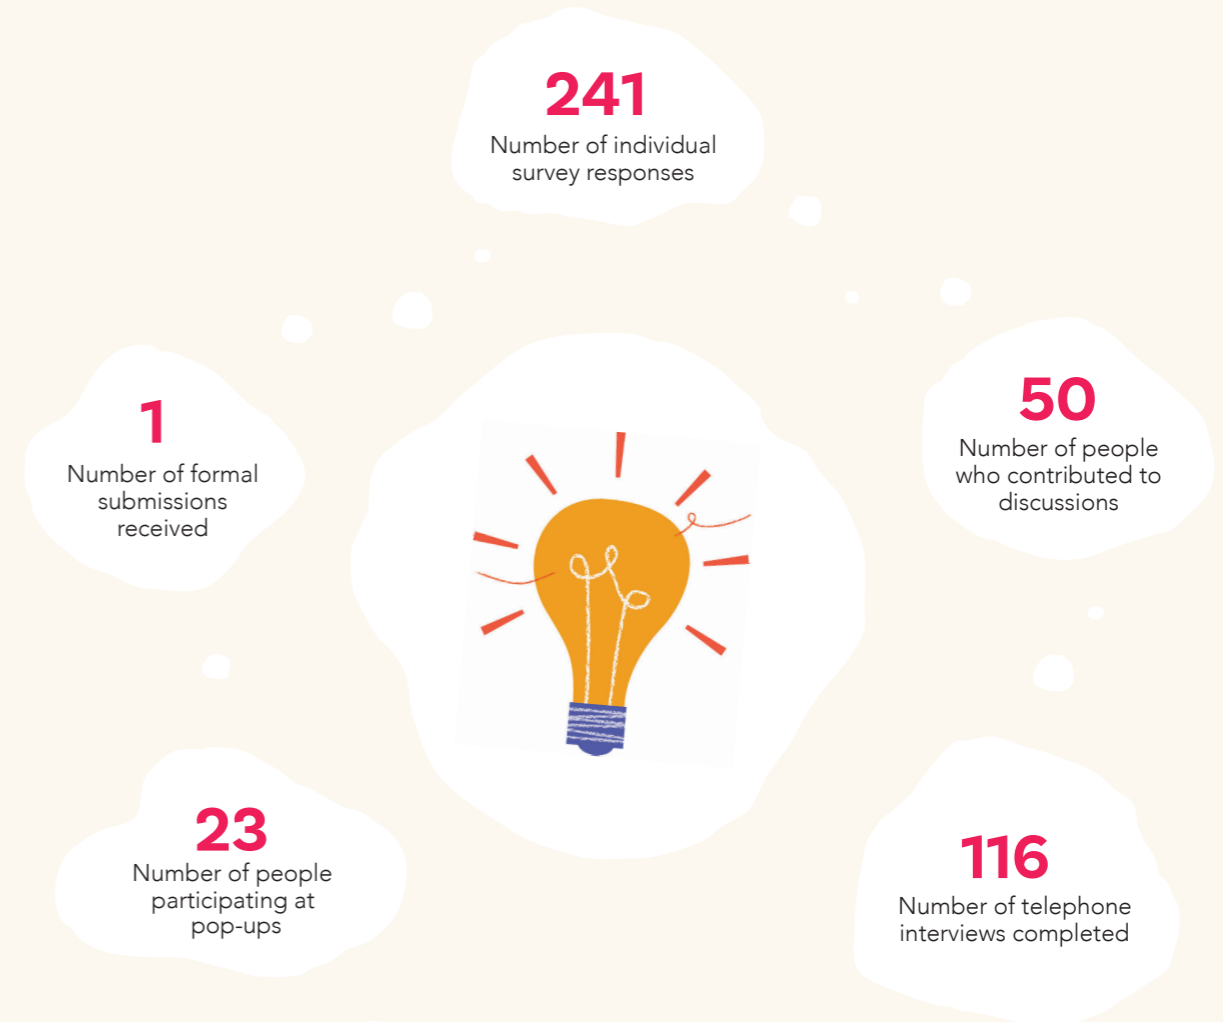 241
Number of individual
survey responses
1
Number of formal
submissions
received
50
Number of people
who contributed to
discussions
23
Number of people
participating at
pop-ups
116
Number of telephone
interviews completed